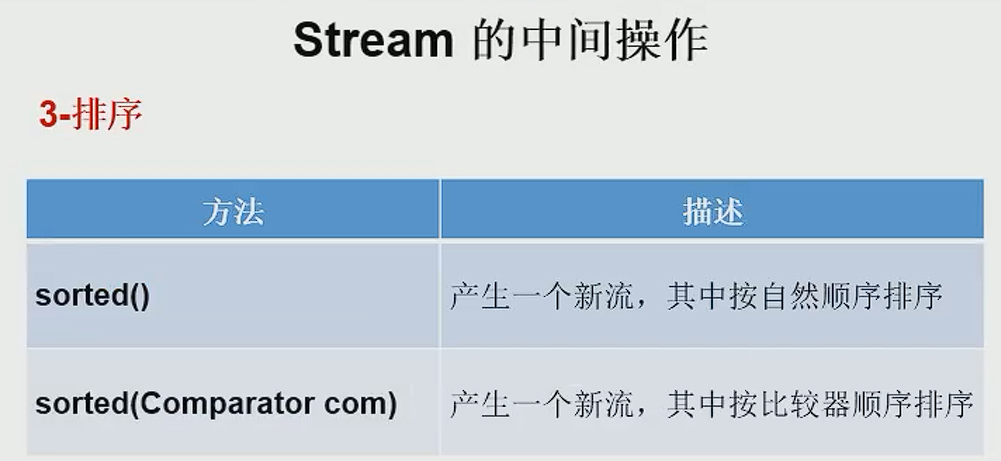 Stream 的中间操作
3-排序
方法
描述
sorted()
产生一个新流，其中按自然顺序排序
sorted(Comparator com)
产生一个新流，其中按比较器顺序排序